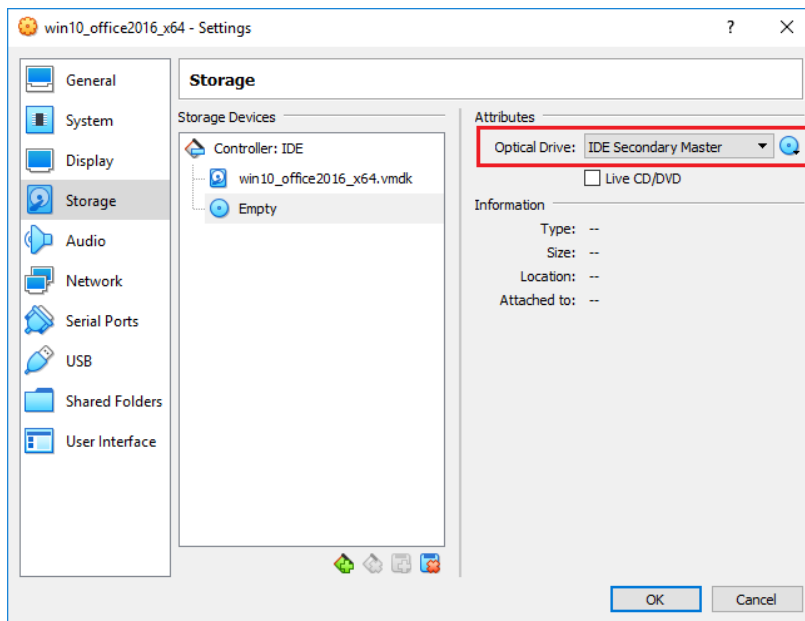 win10_office2016_x64 - Settings
?
General
System
Display
Storage
Audio
Network
Serial Ports
USB
Shared Folders
User Interface
Storage
Storage Devices
Controller: IDE
win10_office2016_x64.vmdk
Empty
Attributes
Optical Drive: IDE Secondary Master
Live CD/DVD
Information
Type: --
Size: --
Location: --
Attached to: --
OK
Cancel